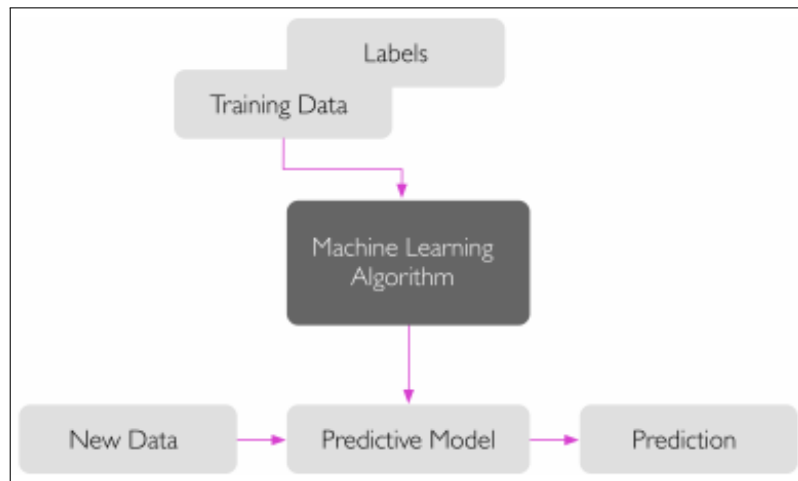 Labels
Training Data
Machine Learning
Algorithm
New Data
Predictive Model
Prediction